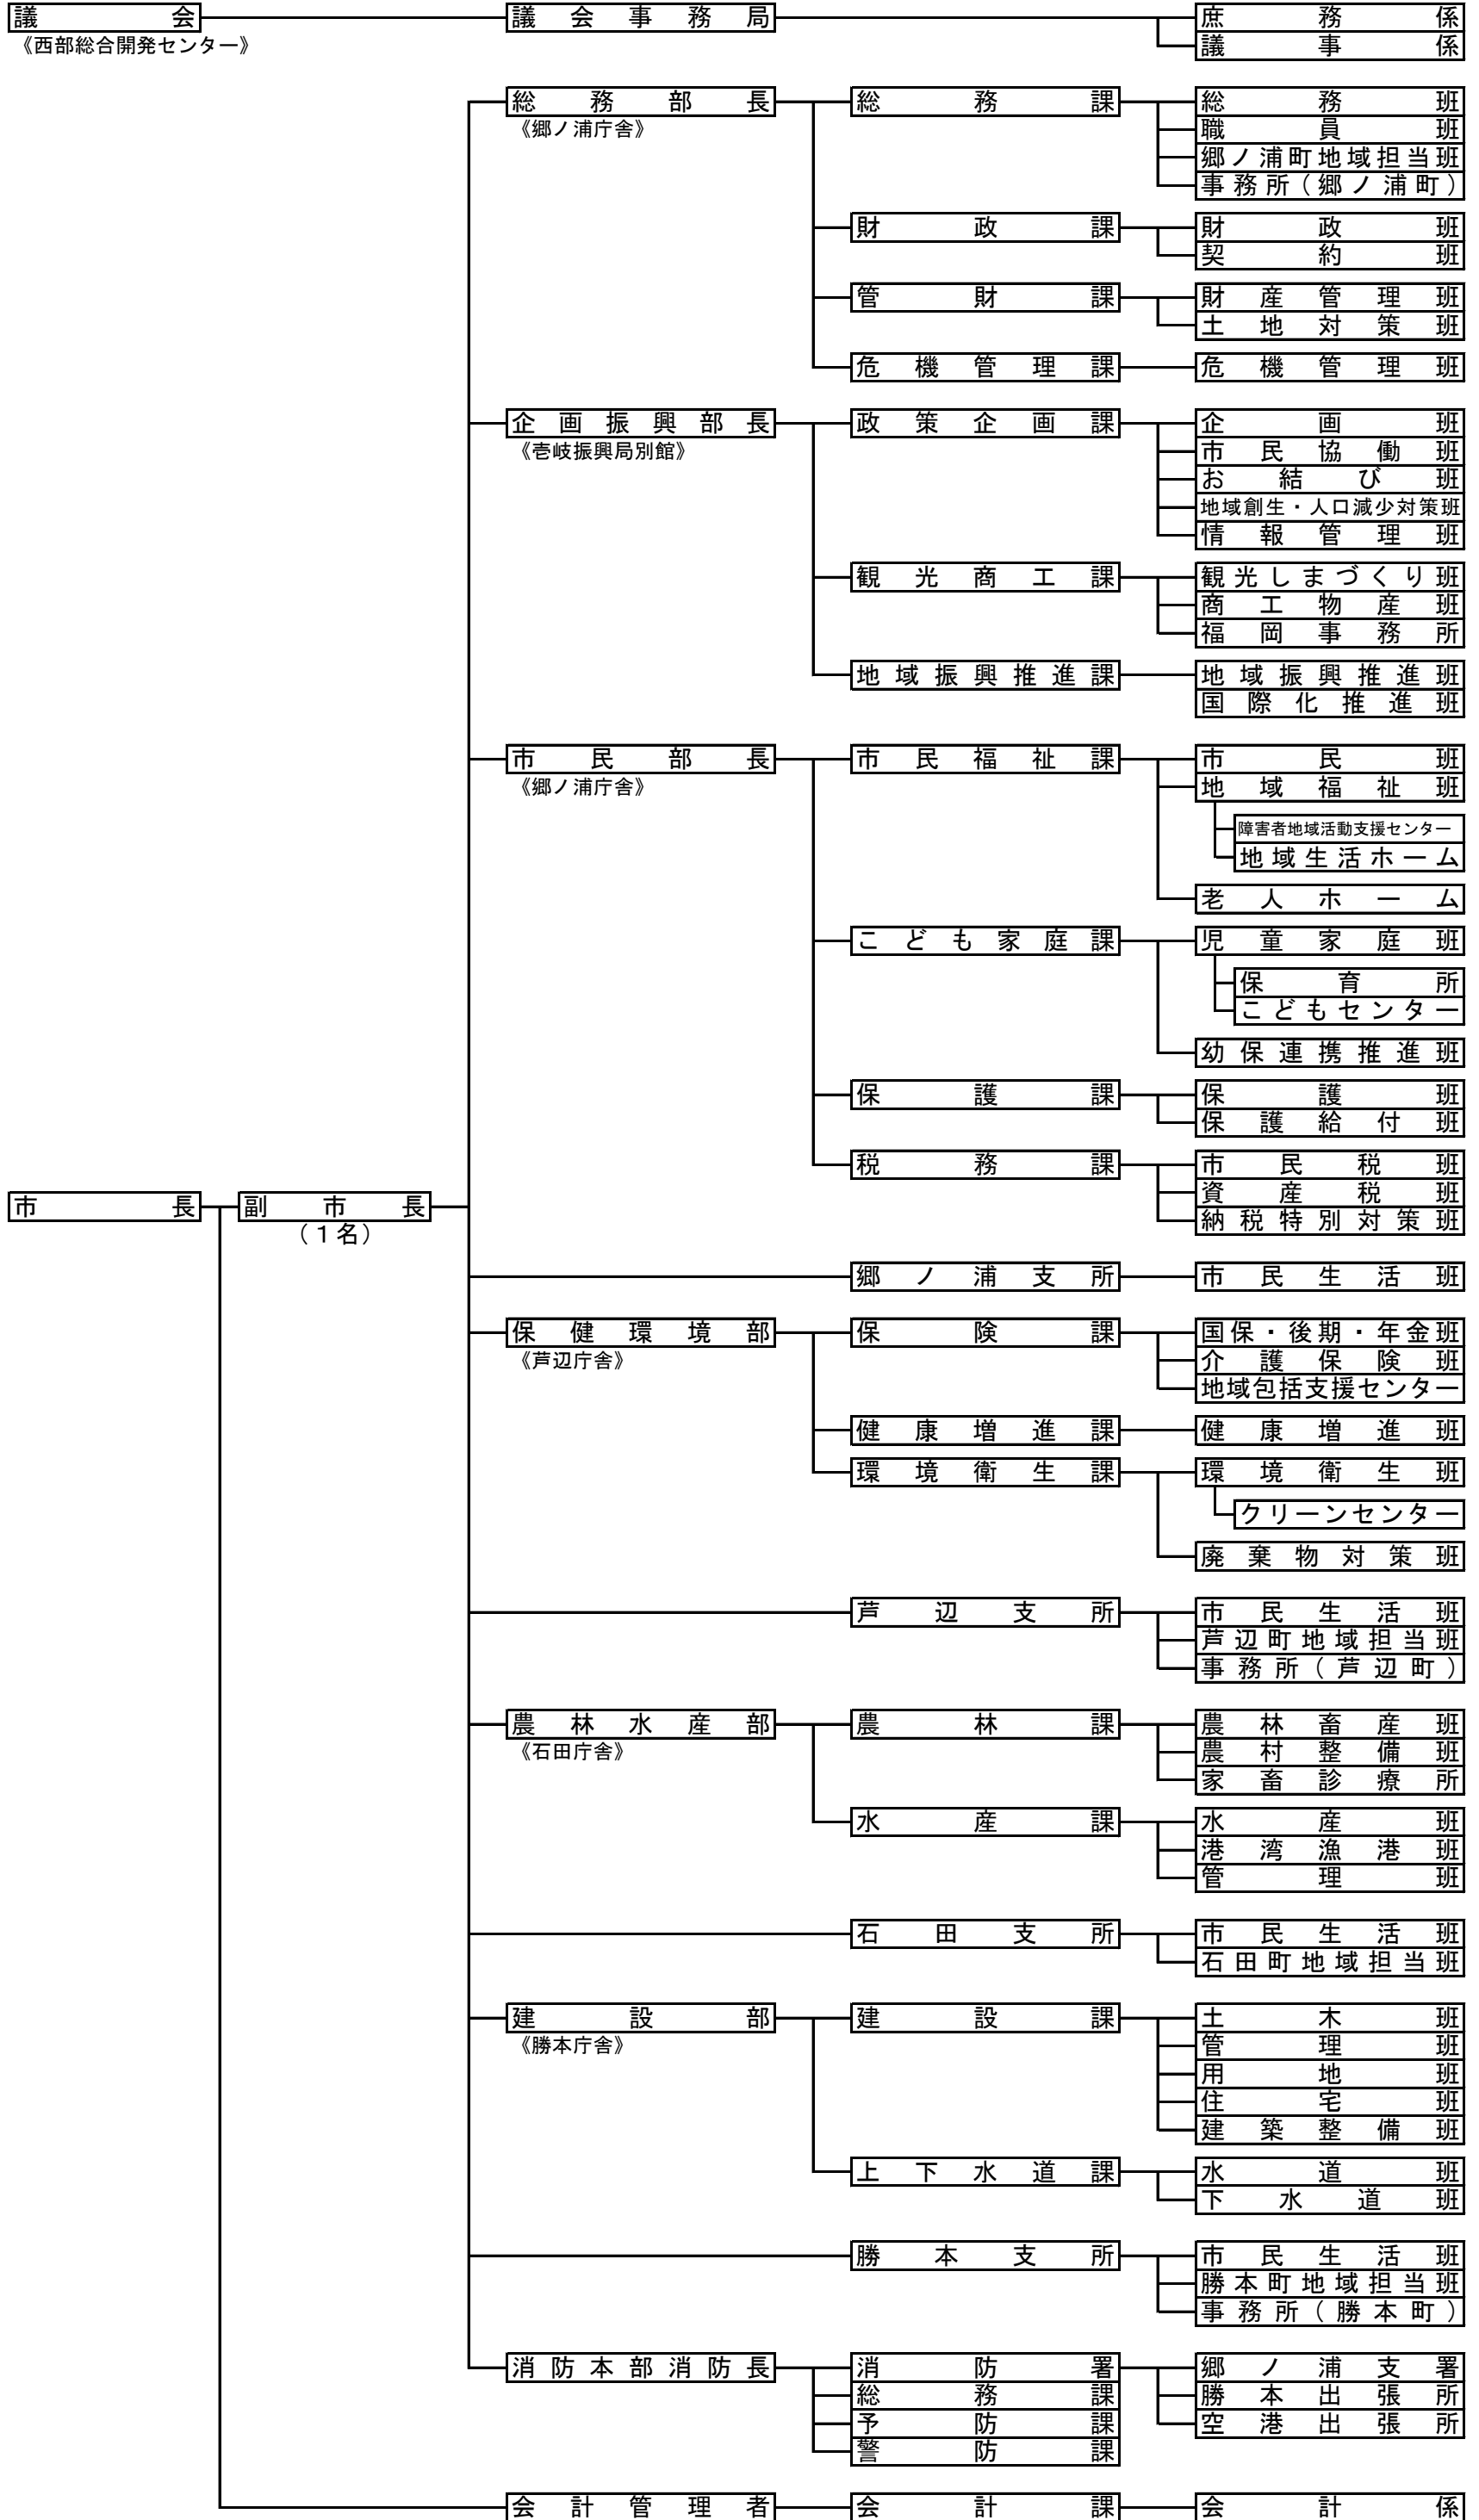 議会 議会事務局 庶務係
《西部総合開発センター》 議事係
総務部長 総務課 総務班
《郷ノ浦庁舎》 職員班
郷ノ浦町地域担当班
事務所（郷ノ浦町）
財政課 財政班
契約班
管財課 財産管理班
土地対策班
危機管理課 危機管理班
企画振興部長 政策企画課 企画班
《壱岐振興局別館》 市民協働班
お結び班
地域創生・人口減少対策班
情報管理班
観光商工課 観光しまづくり班
商工物産班
福岡事務所
地域振興推進課 地域振興推進班
国際化推進班
市民部長 市民福祉課 市民班
《郷ノ浦庁舎》 地域福祉班
障害者地域活動支援センター
地域生活ホーム
老人ホーム
こども家庭課 児童家庭班
保育所
こどもセンター
幼保連携推進班
保護課 保護班
保護給付班
税務課 市民税班
市長 副市長 資産税班
（１名） 納税特別対策班
郷ノ浦支所 市民生活班
保健環境部 保険課 国保・後期・年金班
《芦辺庁舎》 介護保険班
地域包括支援センター
健康増進課 健康増進班
環境衛生課 環境衛生班
クリーンセンター
廃棄物対策班
芦辺支所 市民生活班
芦辺町地域担当班
事務所（芦辺町）
農林水産部 農林課 農林畜産班
《石田庁舎》 農村整備班
家畜診療所
水産課 水産班
港湾漁港班
管理班
石田支所 市民生活班
石田町地域担当班
建設部 建設課 土木班
《勝本庁舎》 管理班
用地班
住宅班
建築整備班
上下水道課 水道班
下水道班
勝本支所 市民生活班
勝本町地域担当班
事務所（勝本町）
消防本部消防長 消防署 郷ノ浦支署
総務課 勝本出張所
予防課 空港出張所
警防課
会計管理者 会計課 会計係